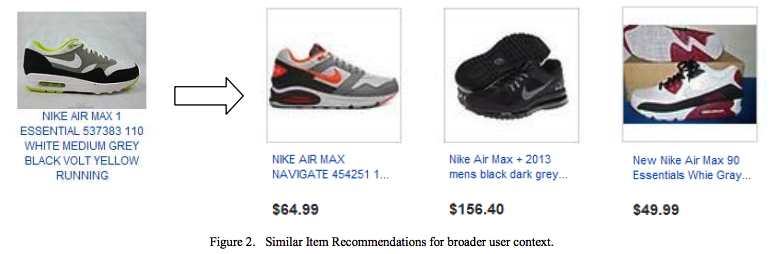 NIKE AIR MAX 1
ESSENTIAL 537383 110
WHITE MEDIUM GREY
BLACK VOLT YELLOW
RUNNING
NIKE AIR MAX
NAVIGATE 454251 1...
$64.99
Nike Air Max + 2013
mens black dark grey...
$156.40
New Nike Air Max 90
Essentials Whie Gray...
$49.99
Figure 2. Similar Item Recommendations for broader user context.